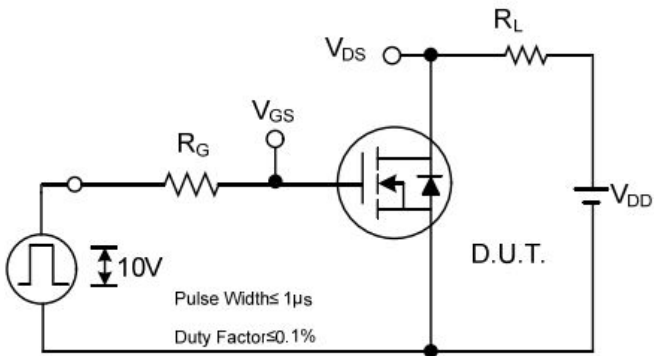 R_L
V_DS
V_GS
R_G
V_DD
10V
D.U.T.
Pulse Width≤ 1μs
Duty Factor≤0.1%